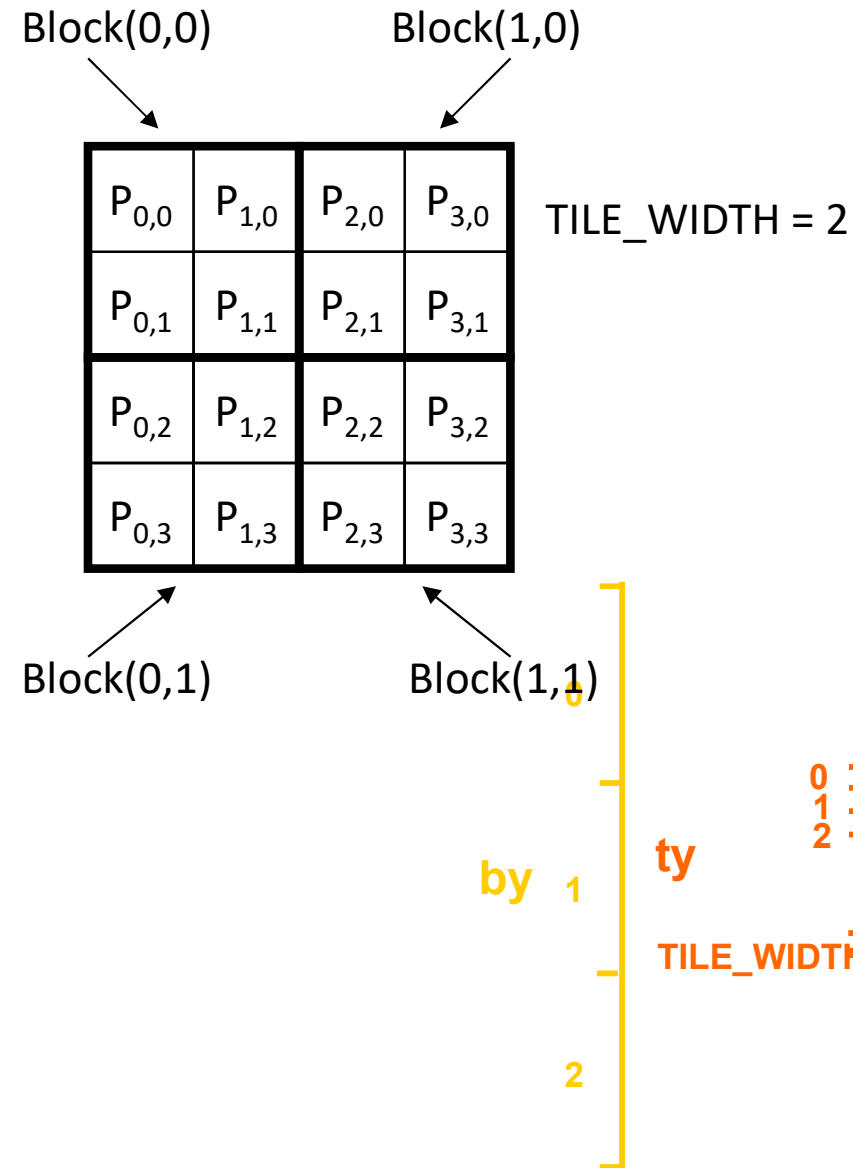 Block(0,0) Block(1,0)
P0,0 P1,0 P2,0 P3,0
TILE_WIDTH = 2
P0,1 P1,1 P2,1 P3,1
P0,2 P1,2 P2,2 P3,2
P0,3 P1,3 P2,3 P3,3
Block(0,1) Block(1,1)
0
0
1
2
ty
by 1
TILE_WIDTH
2